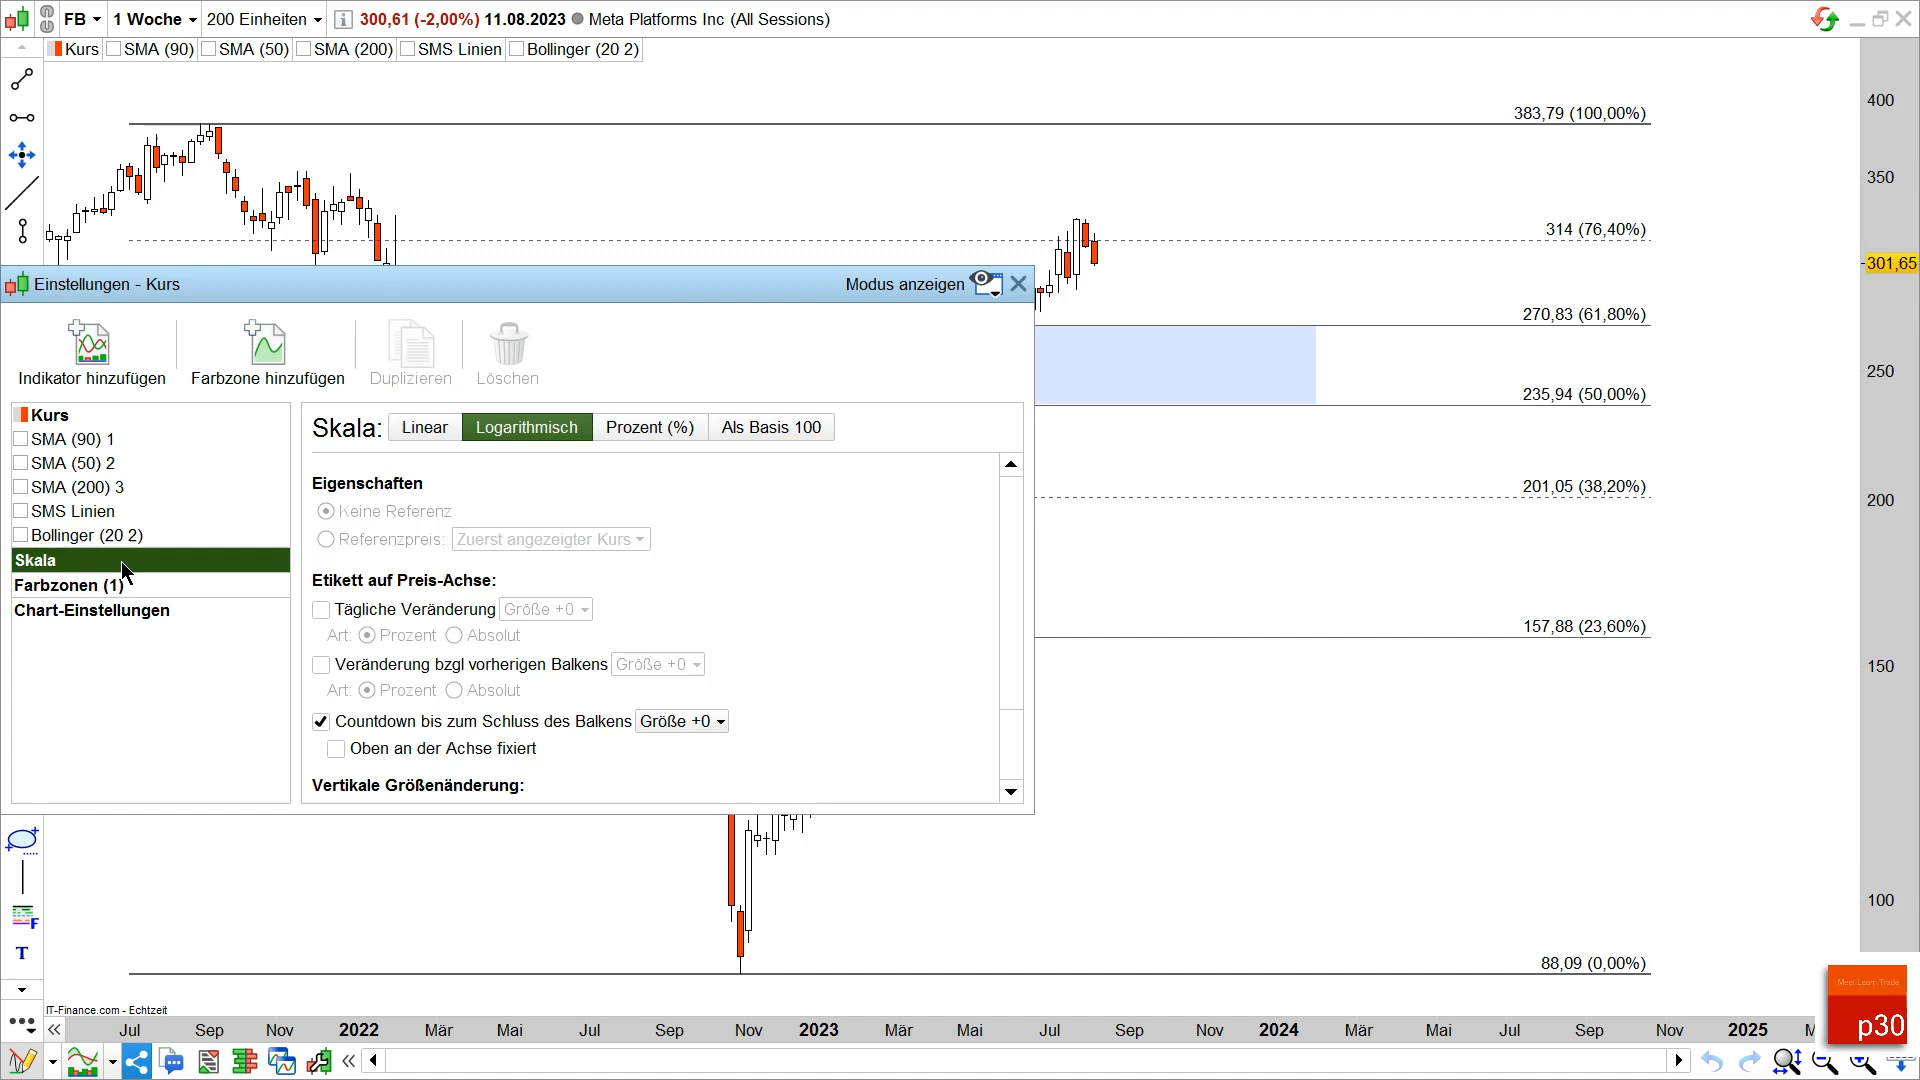 FB 1 Woche 200 Einheiten 300,61 (-2,00%) 11.08.2023 Meta Platforms Inc (All Sessions)
Kurs SMA (90) SMA (50) SMA (200) SMS Linien Bollinger (20 2)
383,79 (100,00%)
400
350
314 (76,40%)
301,65
Einstellungen - Kurs Modus anzeigen
270,83 (61,80%)
Indikator hinzufügen Farbzone hinzufügen Duplizieren Löschen
250
235,94 (50,00%)
Kurs
SMA (90) 1
SMA (50) 2
SMA (200) 3
SMS Linien
Bollinger (20 2)
Skala
Farbzonen (1)
Chart-Einstellungen
Skala: Linear Logarithmisch Prozent (%) Als Basis 100
Eigenschaften
Keine Referenz
Referenzpreis: Zuerst angezeigter Kurs
Etikett auf Preis-Achse:
Tägliche Veränderung Größe +0
Art: Prozent Absolut
Veränderung bzgl vorherigen Balkens Größe +0
Art: Prozent Absolut
Countdown bis zum Schluss des Balkens Größe +0
Oben an der Achse fixiert
Vertikale Größenänderung:
201,05 (38,20%)
200
157,88 (23,60%)
150
100
88,09 (0,00%)
F
T
IT-Finance.com - Echtzeit
Jul Sep Nov 2022 Mär Mai Jul Sep Nov 2023 Mär Mai Jul Sep Nov 2024 Mär Mai Jul Sep Nov 2025 M
Meet Learn Trade
p30